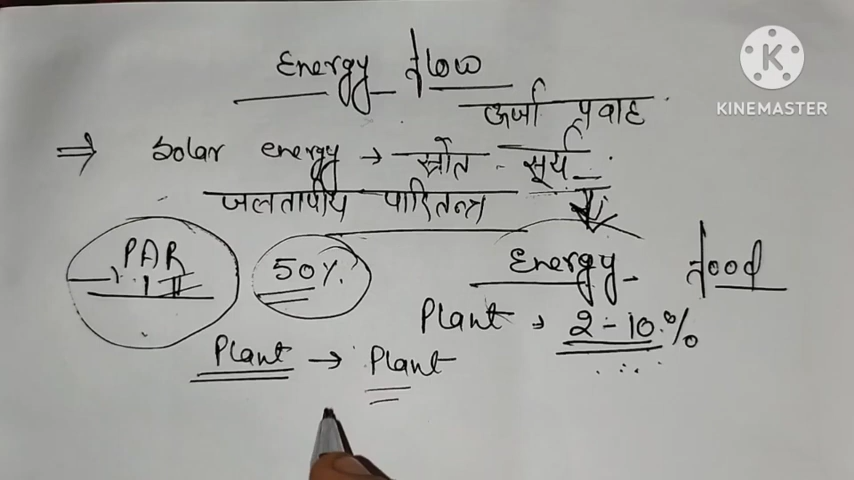 Energy flow
ऊर्जा प्रवाह
⇒ Solar energy → स्रोत - सूर्य
जलतापीय पारितन्त्र
PAR
50%
Energy food
Plant → 2-10%
Plant → Plant
KINEMASTER